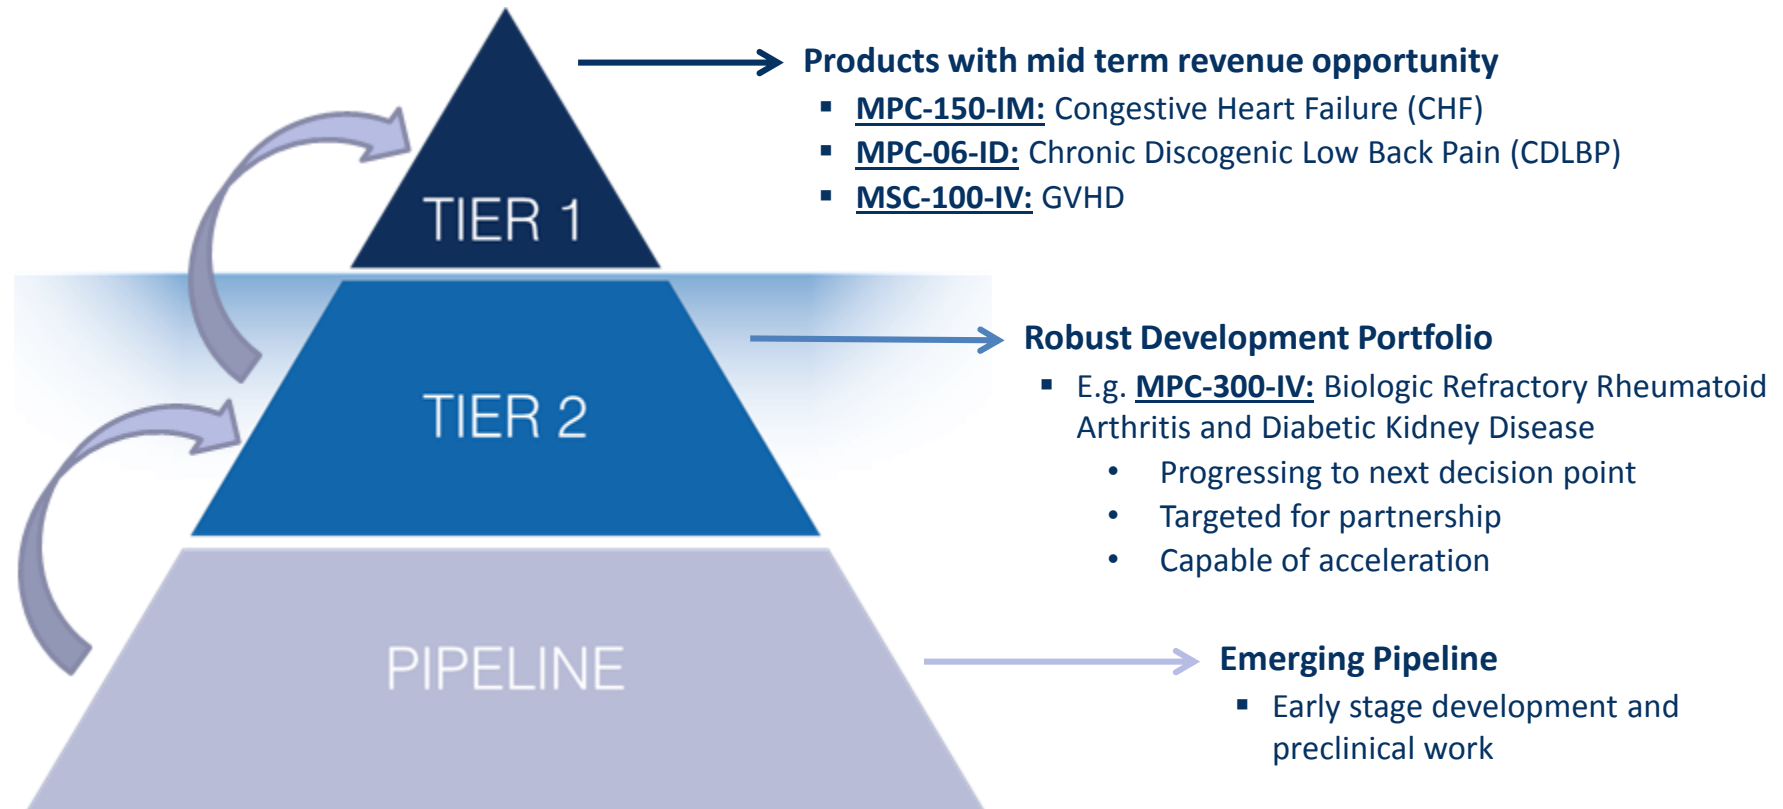 Products with mid term revenue opportunity
▪ MPC-150-IM: Congestive Heart Failure (CHF)
▪ MPC-06-ID: Chronic Discogenic Low Back Pain (CDLBP)
▪ MSC-100-IV: GVHD
TIER 1
Robust Development Portfolio
▪ E.g. MPC-300-IV: Biologic Refractory Rheumatoid
Arthritis and Diabetic Kidney Disease
• Progressing to next decision point
• Targeted for partnership
• Capable of acceleration
TIER 2
Emerging Pipeline
▪ Early stage development and
preclinical work
PIPELINE